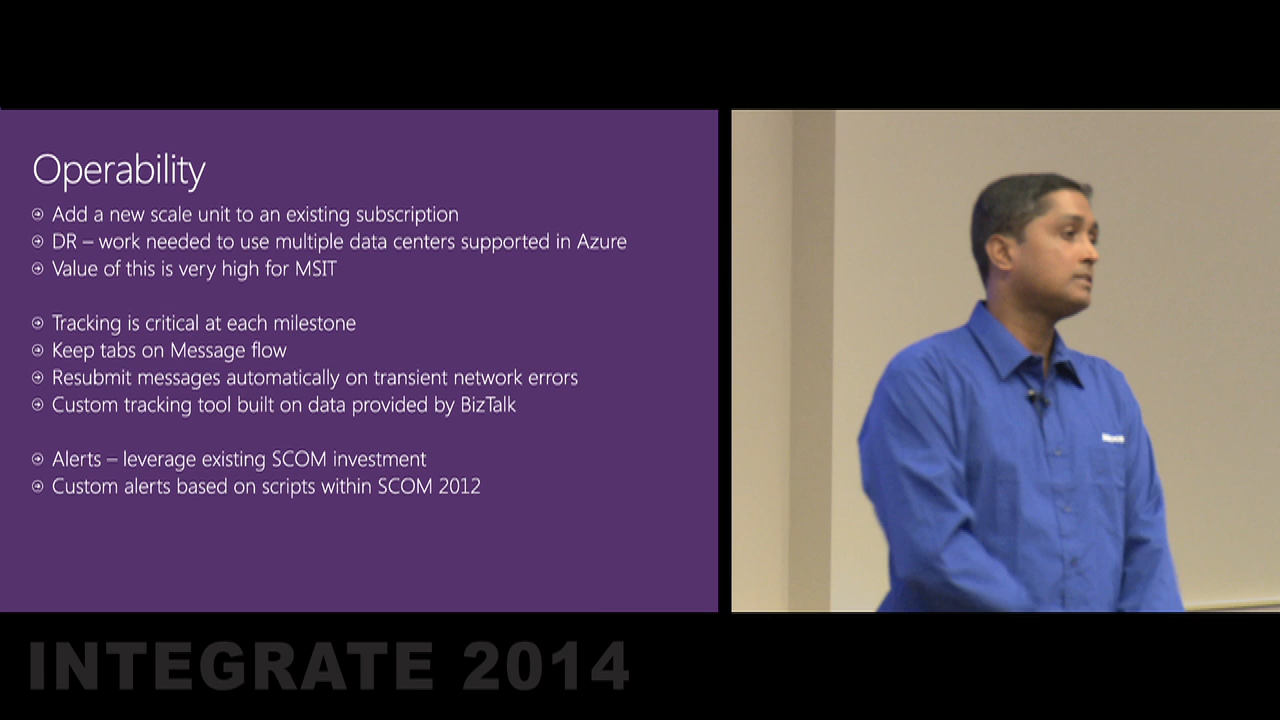 Operability
Add a new scale unit to an existing subscription
DR – work needed to use multiple data centers supported in Azure
Value of this is very high for MSIT
Tracking is critical at each milestone
Keep tabs on Message flow
Resubmit messages automatically on transient network errors
Custom tracking tool built on data provided by BizTalk
Alerts – leverage existing SCOM investment
Custom alerts based on scripts within SCOM 2012
INTEGRATE 2014